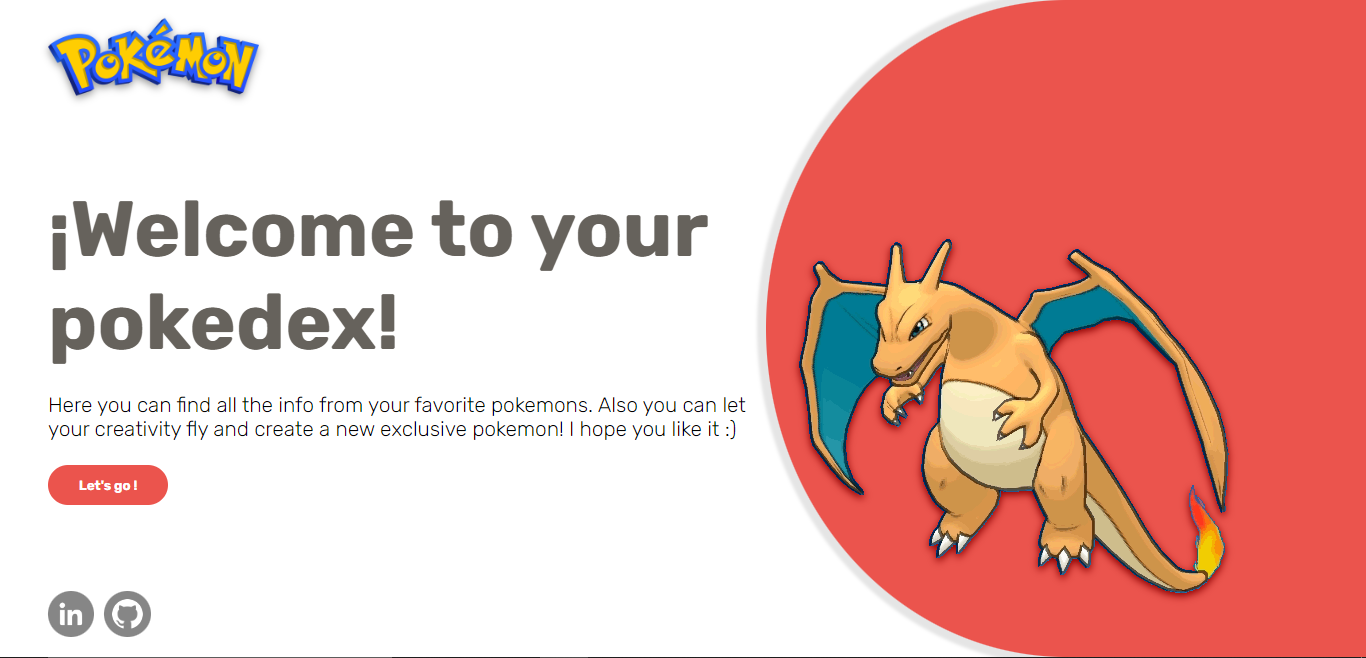 POKéMON
¡Welcome to your
pokedex!
Here you can find all the info from your favorite pokemons. Also you can let
your creativity fly and create a new exclusive pokemon! I hope you like it :)
Let's go !
in